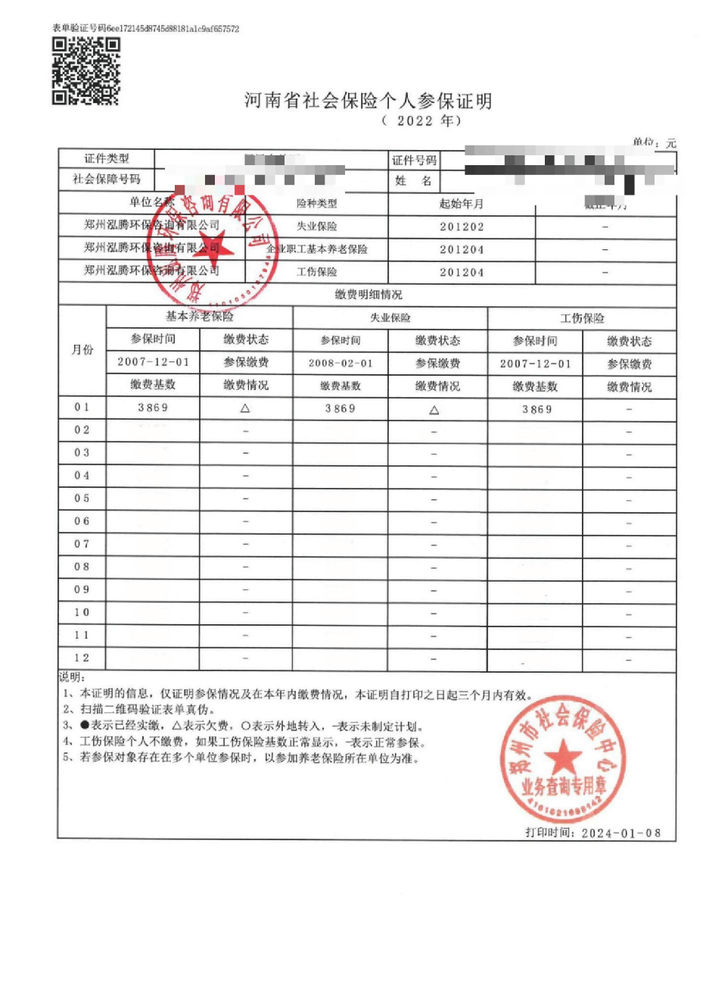 表单验证号码6ee172145d8745d88181a1c9af657572
河南省社会保险个人参保证明
（ 2022 年）
单位：元
证件类型 证件号码
社会保障号码 姓 名
单位名称 险种类型 起始年月 截止年月
郑州泓腾环保咨询有限公司 失业保险 201202 -
郑州泓腾环保咨询有限公司 企业职工基本养老保险 201204 -
郑州泓腾环保咨询有限公司 工伤保险 201204 -
缴费明细情况
月份 基本养老保险 失业保险 工伤保险
参保时间 缴费状态 参保时间 缴费状态 参保时间 缴费状态
2007-12-01 参保缴费 2008-02-01 参保缴费 2007-12-01 参保缴费
缴费基数 缴费情况 缴费基数 缴费情况 缴费基数 缴费情况
01 3869 △ 3869 △ 3869 -
02 - - -
03 - - -
04 - - -
05 - - -
06 - - -
07 - - -
08 - - -
09 - - -
10 - - -
11 - - -
12 - - -
说明：
1、本证明的信息，仅证明参保情况及在本年内缴费情况，本证明自打印之日起三个月内有效。
2、扫描二维码验证表单真伪。
3、●表示已经实缴，△表示欠费，○表示外地转入，-表示未制定计划。
4、工伤保险个人不缴费，如果工伤保险基数正常显示，-表示正常参保。
5、若参保对象存在在多个单位参保时，以参加养老保险所在单位为准。
郑州市社会保险中心
业务查询专用章
打印时间：2024-01-08
郑州泓腾环保咨询有限公司